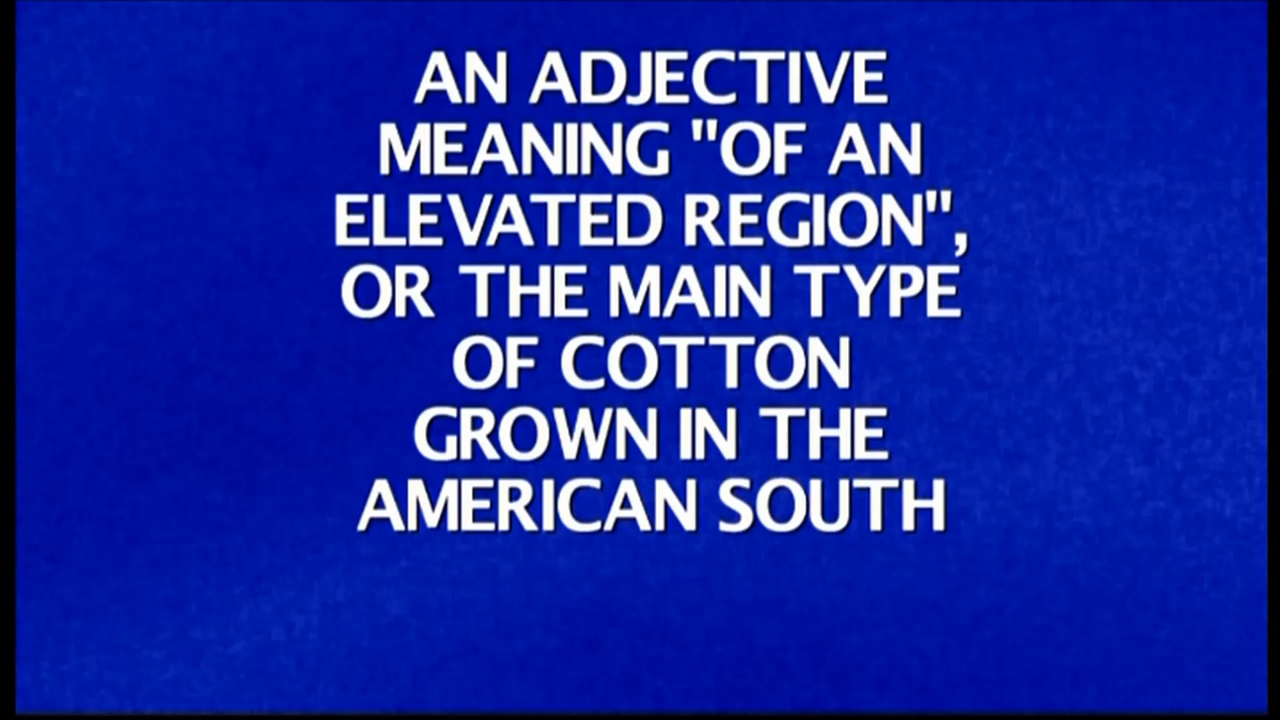 AN ADJECTIVE
MEANING "OF AN
ELEVATED REGION",
OR THE MAIN TYPE
OF COTTON
GROWN IN THE
AMERICAN SOUTH